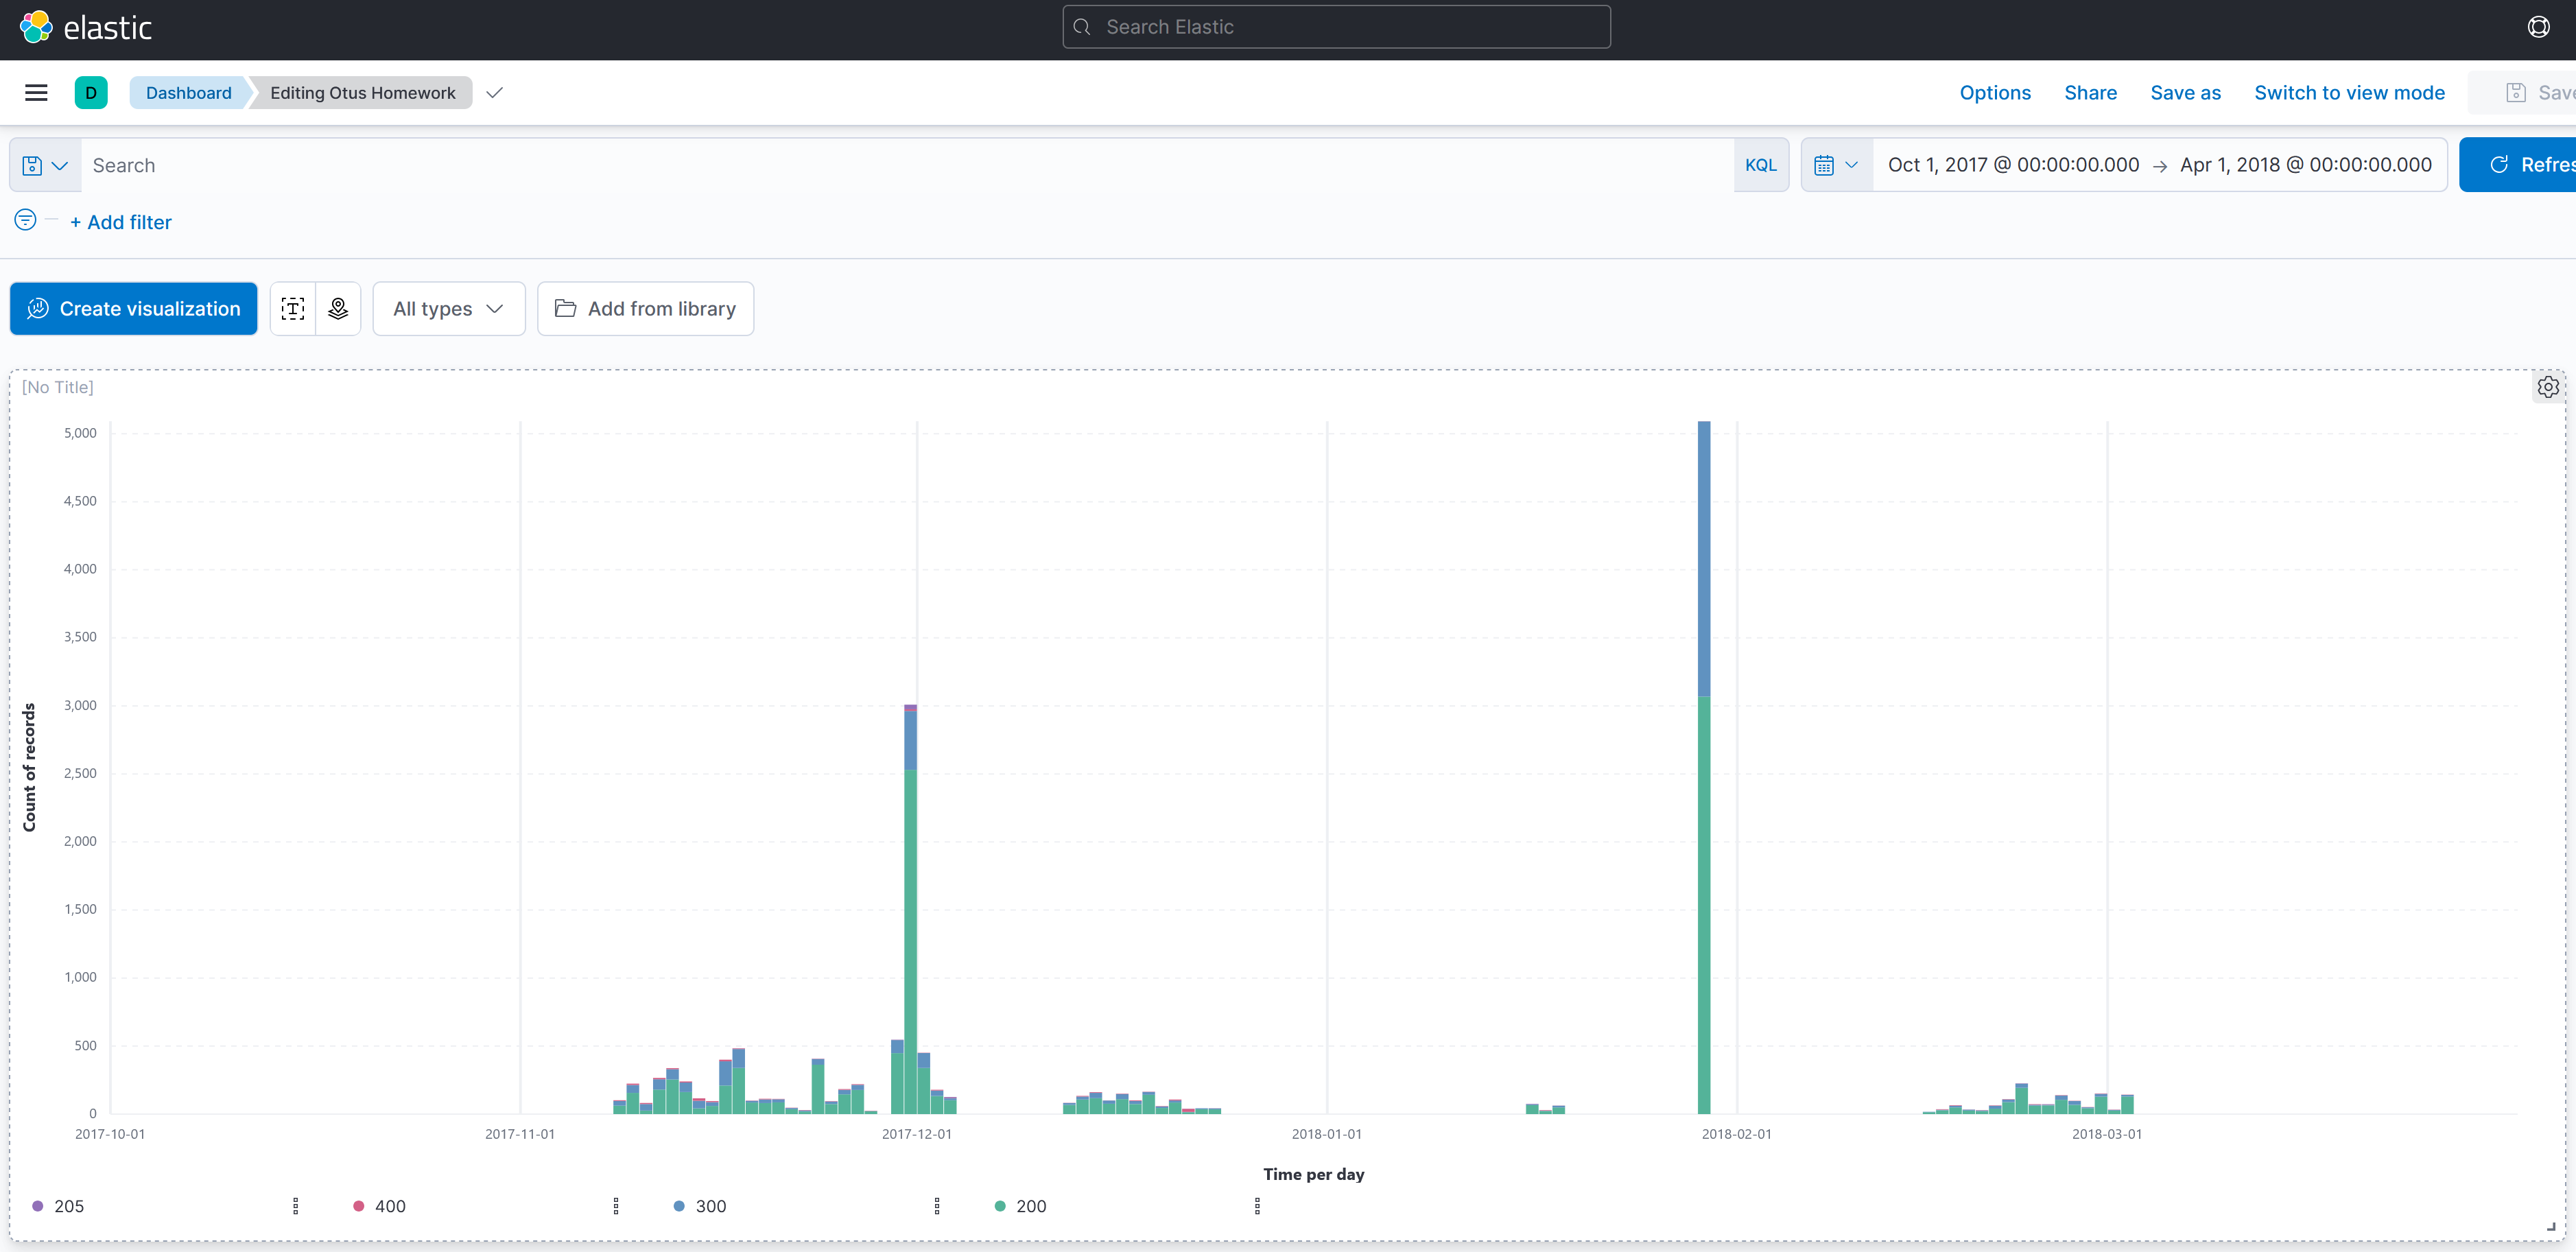 elastic
Search Elastic
D
Dashboard
Editing Otus Homework
Options
Share
Save as
Switch to view mode
Save
Search
KQL
Oct 1, 2017 @ 00:00:00.000 → Apr 1, 2018 @ 00:00:00.000
Refres
+ Add filter
Create visualization
T
All types
Add from library
[No Title]
5,000
4,500
4,000
3,500
3,000
2,500
2,000
1,500
1,000
500
0
Count of records
2017-10-01
2017-11-01
2017-12-01
2018-01-01
2018-02-01
2018-03-01
Time per day
205
400
300
200